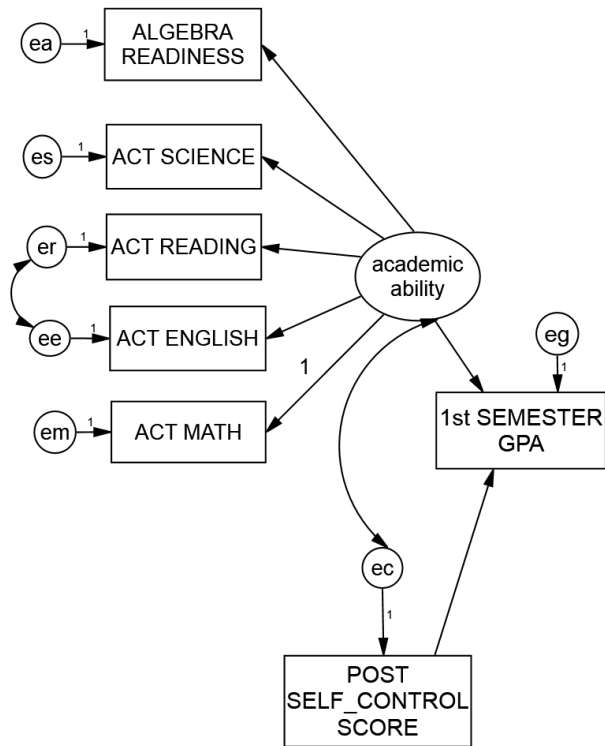 ea
1
ALGEBRA
READINESS
es
1
ACT SCIENCE
er
1
ACT READING
academic
ability
ee
1
ACT ENGLISH
eg
1
1
em
1
ACT MATH
1st SEMESTER
GPA
ec
1
POST
SELF_CONTROL
SCORE